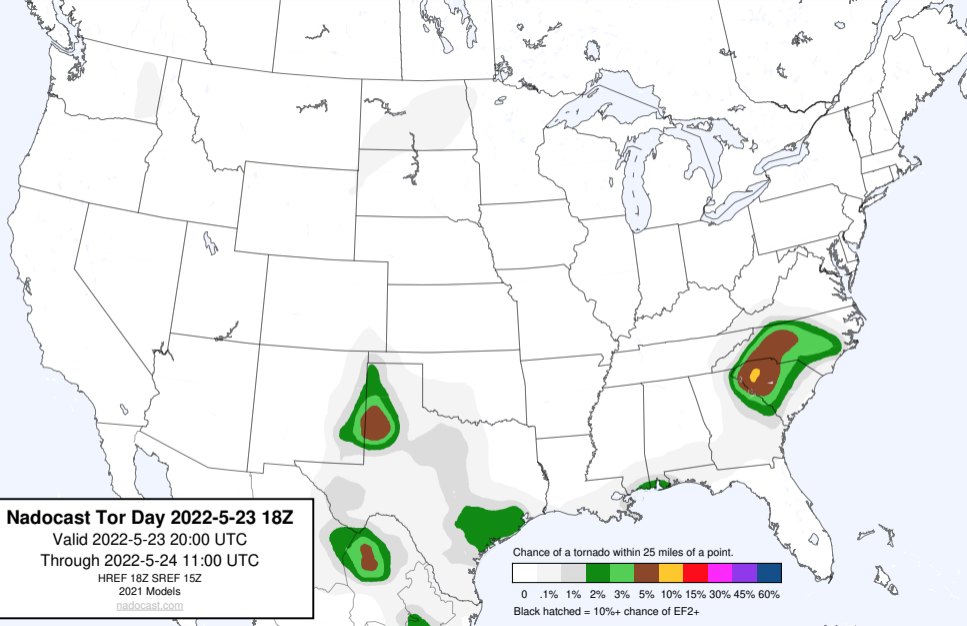 Nadocast Tor Day 2022-5-23 18Z
Valid 2022-5-23 20:00 UTC
Through 2022-5-24 11:00 UTC
HREF 18Z SREF 15Z
2021 Models
nadocast.com
Chance of a tornado within 25 miles of a point.
0 .1% 1% 2% 3% 5% 10% 15% 30% 45% 60%
Black hatched = 10%+ chance of EF2+